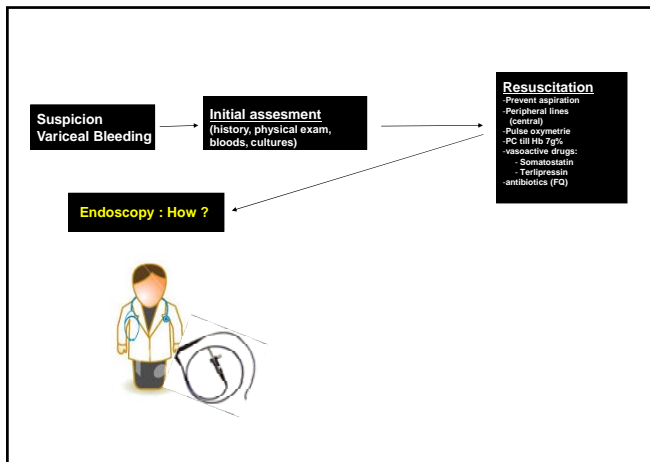 Suspicion
Variceal Bleeding
Initial assesment
(history, physical exam,
bloods, cultures)
Resuscitation
-Prevent aspiration
-Peripheral lines
(central)
-Pulse oxymetrie
-PC till Hb 7g%
-vasoactive drugs:
- Somatostatin
- Terlipressin
-antibiotics (FQ)
Endoscopy : How ?